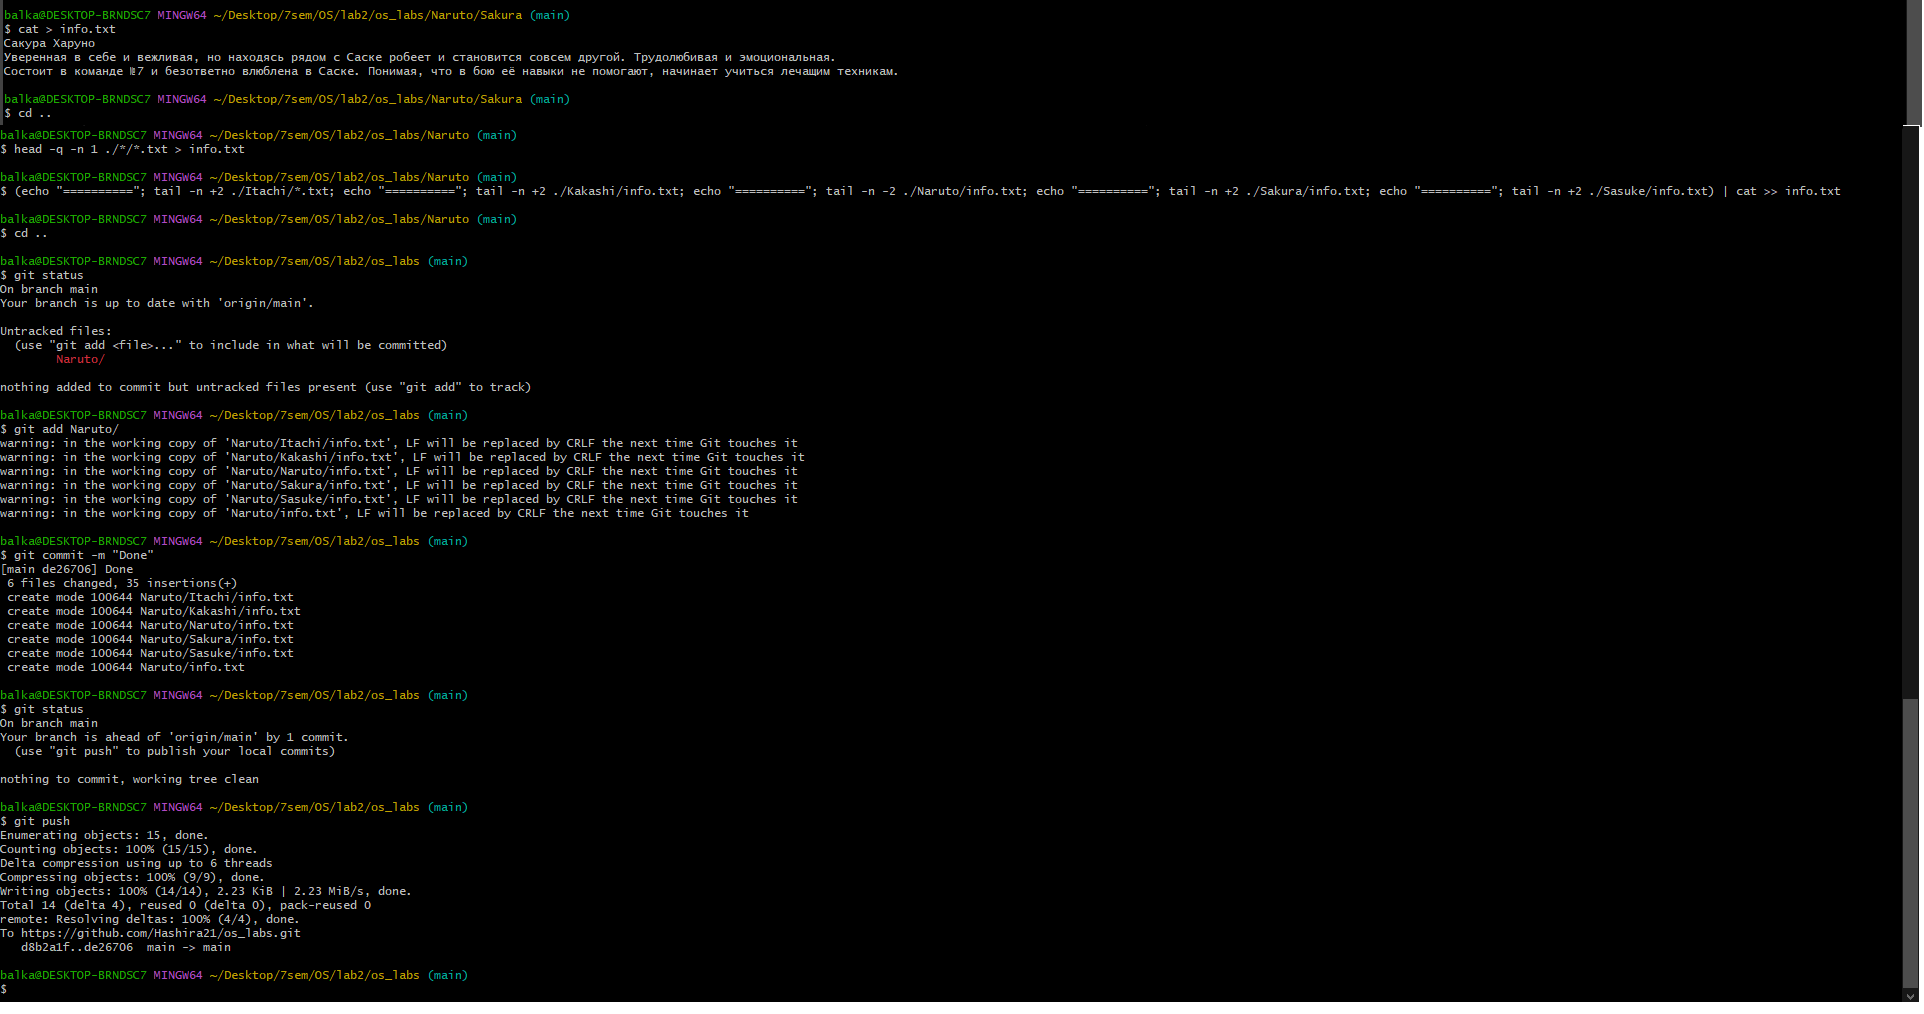 balka@DESKTOP-BRNDSC7 MINGW64 ~/Desktop/7sem/OS/lab2/os_labs/Naruto/Sakura (main)
$ cat > info.txt
Сакура Харуно
Уверенная в себе и вежливая, но находясь рядом с Саске робеет и становится совсем другой. Трудолюбивая и эмоциональная.
Состоит в команде №7 и безответно влюблена в Саске. Понимая, что в бою её навыки не помогают, начинает учиться лечащим техникам.
balka@DESKTOP-BRNDSC7 MINGW64 ~/Desktop/7sem/OS/lab2/os_labs/Naruto/Sakura (main)
$ cd ..
balka@DESKTOP-BRNDSC7 MINGW64 ~/Desktop/7sem/OS/lab2/os_labs/Naruto (main)
$ head -q -n 1 ./*/*.txt > info.txt
balka@DESKTOP-BRNDSC7 MINGW64 ~/Desktop/7sem/OS/lab2/os_labs/Naruto (main)
$ (echo "=========="; tail -n +2 ./Itachi/*.txt; echo "=========="; tail -n +2 ./Kakashi/info.txt; echo "=========="; tail -n -2 ./Naruto/info.txt; echo "=========="; tail -n +2 ./Sakura/info.txt; echo "=========="; tail -n +2 ./Sasuke/info.txt) | cat >> info.txt
balka@DESKTOP-BRNDSC7 MINGW64 ~/Desktop/7sem/OS/lab2/os_labs/Naruto (main)
$ cd ..
balka@DESKTOP-BRNDSC7 MINGW64 ~/Desktop/7sem/OS/lab2/os_labs (main)
$ git status
On branch main
Your branch is up to date with 'origin/main'.
Untracked files:
(use "git add <file>..." to include in what will be committed)
Naruto/
nothing added to commit but untracked files present (use "git add" to track)
balka@DESKTOP-BRNDSC7 MINGW64 ~/Desktop/7sem/OS/lab2/os_labs (main)
$ git add Naruto/
warning: in the working copy of 'Naruto/Itachi/info.txt', LF will be replaced by CRLF the next time Git touches it
warning: in the working copy of 'Naruto/Kakashi/info.txt', LF will be replaced by CRLF the next time Git touches it
warning: in the working copy of 'Naruto/Naruto/info.txt', LF will be replaced by CRLF the next time Git touches it
warning: in the working copy of 'Naruto/Sakura/info.txt', LF will be replaced by CRLF the next time Git touches it
warning: in the working copy of 'Naruto/Sasuke/info.txt', LF will be replaced by CRLF the next time Git touches it
warning: in the working copy of 'Naruto/info.txt', LF will be replaced by CRLF the next time Git touches it
balka@DESKTOP-BRNDSC7 MINGW64 ~/Desktop/7sem/OS/lab2/os_labs (main)
$ git commit -m "Done"
[main de26706] Done
6 files changed, 35 insertions(+)
create mode 100644 Naruto/Itachi/info.txt
create mode 100644 Naruto/Kakashi/info.txt
create mode 100644 Naruto/Naruto/info.txt
create mode 100644 Naruto/Sakura/info.txt
create mode 100644 Naruto/Sasuke/info.txt
create mode 100644 Naruto/info.txt
balka@DESKTOP-BRNDSC7 MINGW64 ~/Desktop/7sem/OS/lab2/os_labs (main)
$ git status
On branch main
Your branch is ahead of 'origin/main' by 1 commit.
(use "git push" to publish your local commits)
nothing to commit, working tree clean
balka@DESKTOP-BRNDSC7 MINGW64 ~/Desktop/7sem/OS/lab2/os_labs (main)
$ git push
Enumerating objects: 15, done.
Counting objects: 100% (15/15), done.
Delta compression using up to 6 threads
Compressing objects: 100% (9/9), done.
Writing objects: 100% (14/14), 2.23 KiB | 2.23 MiB/s, done.
Total 14 (delta 4), reused 0 (delta 0), pack-reused 0
remote: Resolving deltas: 100% (4/4), done.
To https://github.com/Hashira21/os_labs.git
d8b2a1f..de26706  main -> main
balka@DESKTOP-BRNDSC7 MINGW64 ~/Desktop/7sem/OS/lab2/os_labs (main)
$